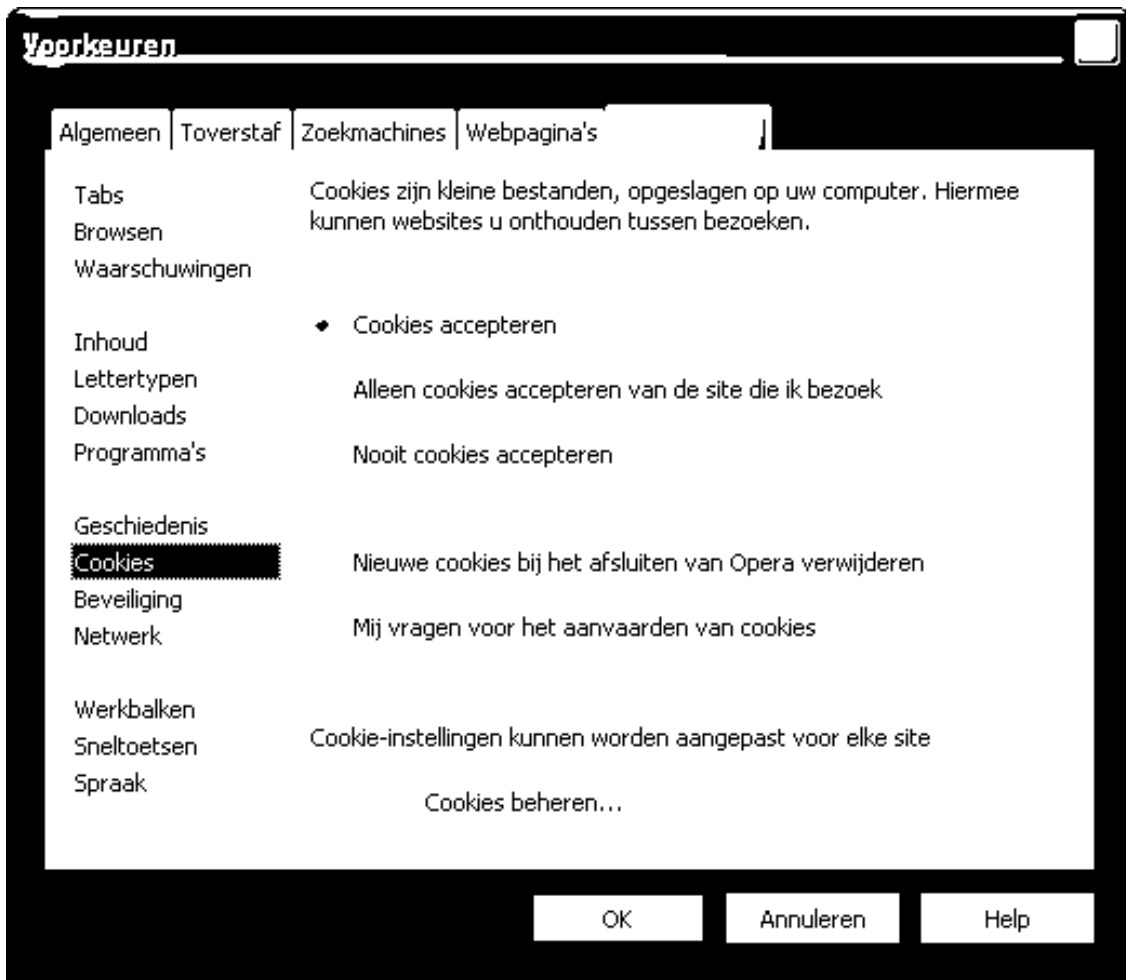 Voorkeuren
Algemeen Toverstaf Zoekmachines Webpagina's
Tabs
Browsen
Waarschuwingen
Inhoud
Lettertypen
Downloads
Programma's
Geschiedenis
Cookies
Beveiliging
Netwerk
Werkbalken
Sneltoetsen
Spraak
Cookies zijn kleine bestanden, opgeslagen op uw computer. Hiermee
kunnen websites u onthouden tussen bezoeken.
Cookies accepteren
Alleen cookies accepteren van de site die ik bezoek
Nooit cookies accepteren
Nieuwe cookies bij het afsluiten van Opera verwijderen
Mij vragen voor het aanvaarden van cookies
Cookie-instellingen kunnen worden aangepast voor elke site
Cookies beheren...
OK Annuleren Help